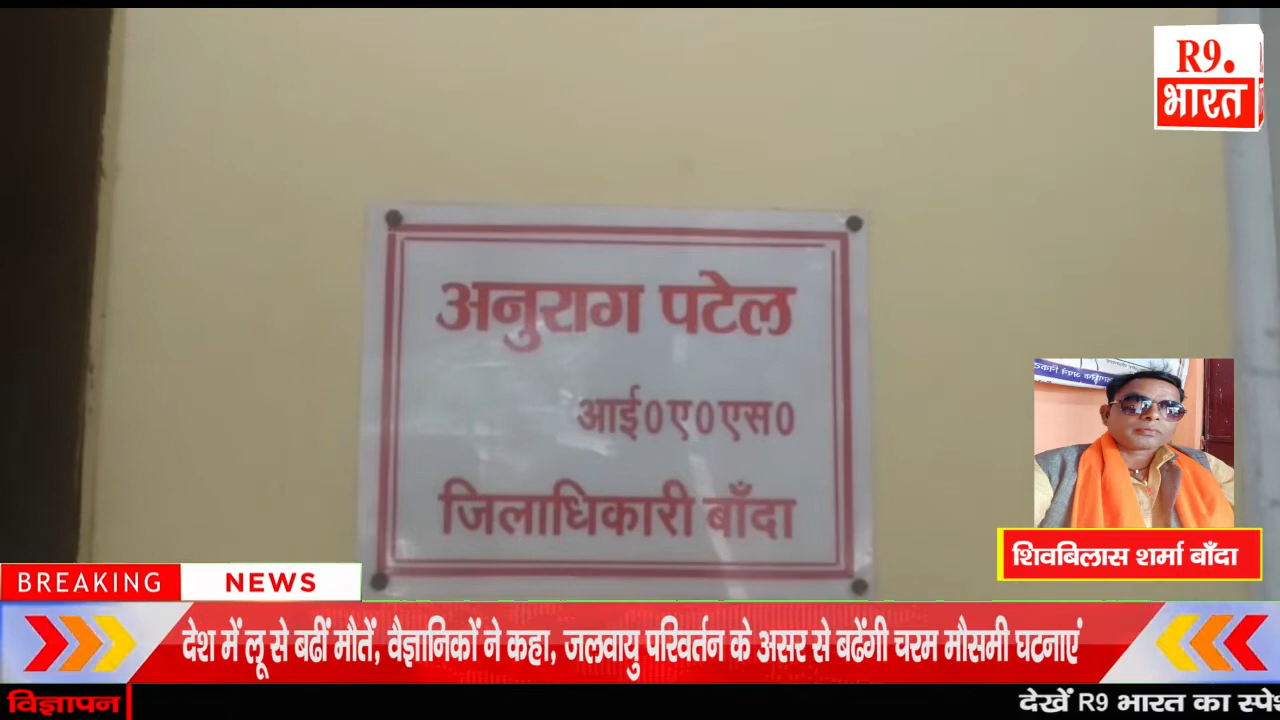 R9.
भारत
अनुराग पटेल
आई०ए०एस०
जिलाधिकारी बाँदा
शिवबिलास शर्मा बाँदा
BREAKING NEWS
देश में लू से बढीं मौतें, वैज्ञानिकों ने कहा, जलवायु परिवर्तन के असर से बढेंगी चरम मौसमी घटनाएं
विज्ञापन
देखें R9 भारत का स्पे